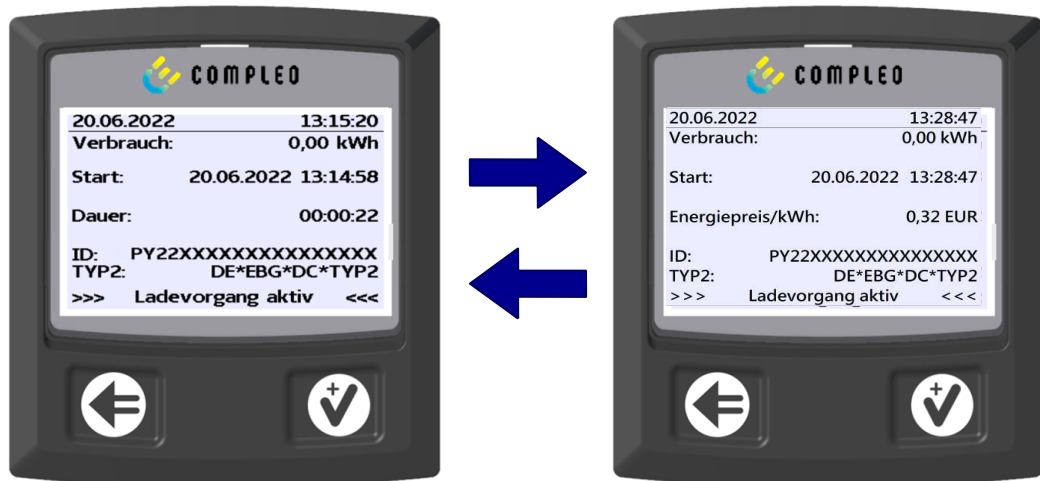 COMPLEO
20.06.2022 13:15:20
Verbrauch: 0,00 kWh
Start: 20.06.2022 13:14:58
Dauer: 00:00:22
ID: PY22XXXXXXXXXXXXXXX
TYP2: DE*EBG*DC*TYP2
>>> Ladevorgang aktiv <<<
COMPLEO
20.06.2022 13:28:47
Verbrauch: 0,00 kWh
Start: 20.06.2022 13:28:47
Energiepreis/kWh: 0,32 EUR
ID: PY22XXXXXXXXXXXXXXX
TYP2: DE*EBG*DC*TYP2
>>> Ladevorgang aktiv <<<